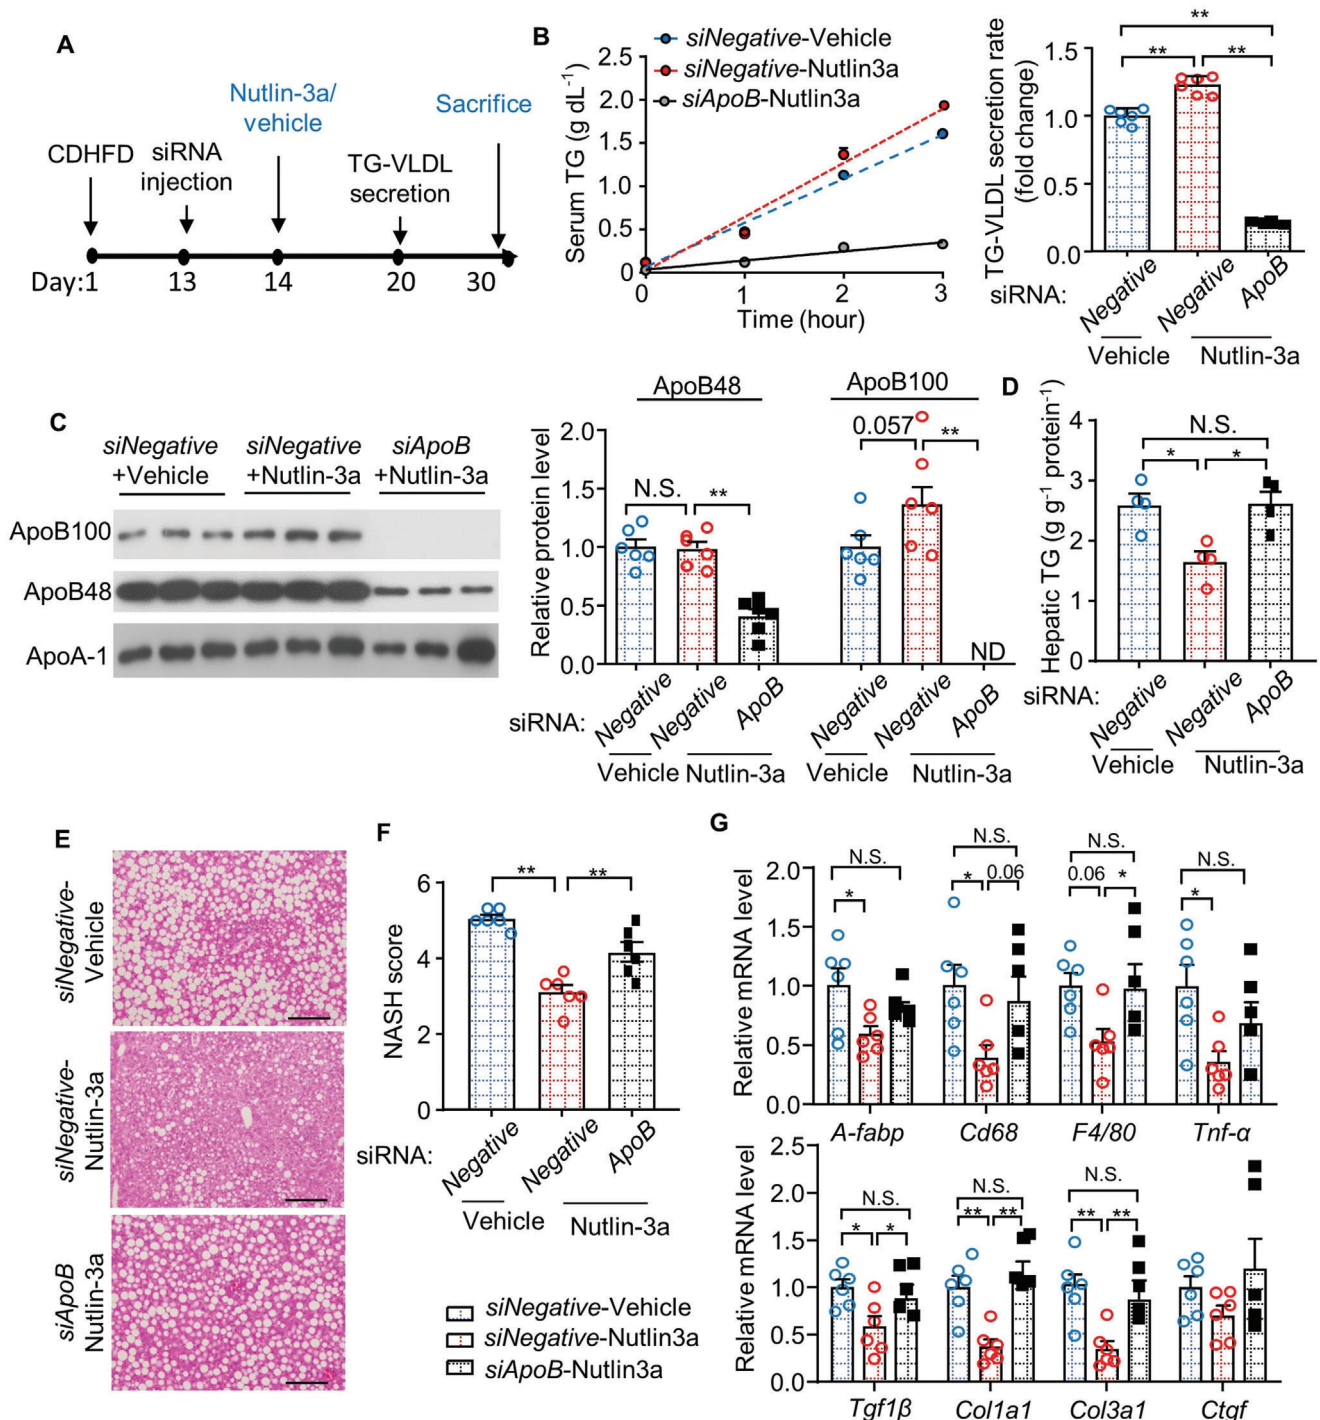 A
CDHFD
siRNA
injection
Nutlin-3a/
vehicle
TG-VLDL
secretion
Sacrifice
Day:1
13
14
20
30
B
siNegative-Vehicle
siNegative-Nutlin3a
siApoB-Nutlin3a
Serum TG (g dL-1)
2.5
2.0
1.5
1.0
0.5
0
0
1
2
3
Time (hour)
TG-VLDL secretion rate
(fold change)
1.5
1.0
0.5
0.0
**
**
**
siRNA:
Negative
Negative
ApoB
Vehicle
Nutlin-3a
C
siNegative
+Vehicle
siNegative
+Nutlin-3a
siApoB
+Nutlin-3a
ApoB100
ApoB48
ApoA-1
ApoB48
ApoB100
Relative protein level
2.0
1.5
1.0
0.5
0.0
N.S.
**
0.057
**
ND
siRNA:
Negative
Negative
ApoB
Negative
Negative
ApoB
Vehicle
Nutlin-3a
Vehicle
Nutlin-3a
D
Hepatic TG (g g-1 protein-1)
4
3
2
1
0
N.S.
*
*
Negative
Negative
ApoB
Vehicle
Nutlin-3a
E
siNegative-
Vehicle
siNegative-
Nutlin-3a
siApoB
Nutlin-3a
F
NASH score
6
4
2
0
**
**
siRNA:
Negative
Negative
ApoB
Vehicle
Nutlin-3a
siNegative-Vehicle
siNegative-Nutlin3a
siApoB-Nutlin3a
G
Relative mRNA level
2.0
1.5
1.0
0.5
0.0
N.S.
*
N.S.
*
0.06
N.S.
0.06
*
N.S.
*
A-fabp
Cd68
F4/80
Tnf-α
Relative mRNA level
2.5
2.0
1.5
1.0
0.5
0.0
N.S.
*
*
N.S.
**
**
N.S.
**
**
Tgf1β
Col1a1
Col3a1
Ctgf